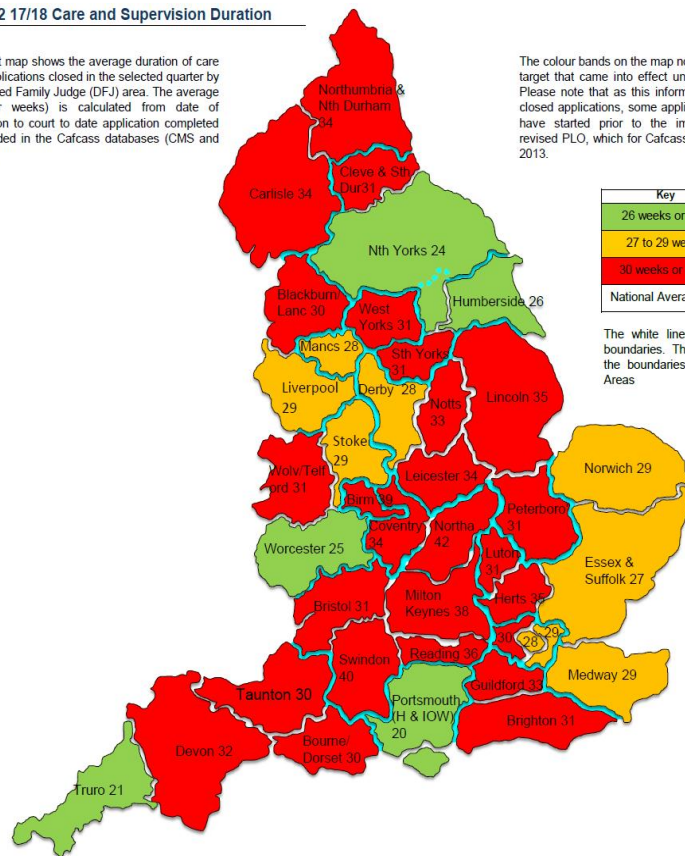 2 17/18 Care and Supervision Duration
t map shows the average duration of care
plications closed in the selected quarter by
ed Family Judge (DFJ) area. The average
r weeks) is calculated from date of
on to court to date application completed
ded in the Cafcass databases (CMS and
The colour bands on the map no
target that came into effect un
Please note that as this inform
closed applications, some appli
have started prior to the im
revised PLO, which for Cafcass
2013.
Key
26 weeks or
27 to 29 we
30 weeks or
National Avera
The white line
boundaries. Th
the boundaries
Areas
Northumbria &
Nth Durham
34
Carlisle 34
Cleve & Sth
Dur31
Nth Yorks 24
Humberside 26
Blackburn/
Lanc 30
West
Yorks 31
Mancs 28
Sth Yorks
31
Liverpool
29
Derby 28
Notts
33
Lincoln 35
Stoke
29
Norwich 29
Wolv/Telf
ord 31
Leicester 34
Birm 39
Peterboro
31
Coventry
34
Northa
42
Worcester 25
Luton
31
Essex &
Suffolk 27
Milton
Keynes 38
Herts 35
Bristol 31
30
28
29
Reading 36
Swindon
40
Medway 29
Guildford 33
Taunton 30
Portsmouth
(H & IOW)
20
Brighton 31
Devon 32
Bourne/
Dorset 30
Truro 21